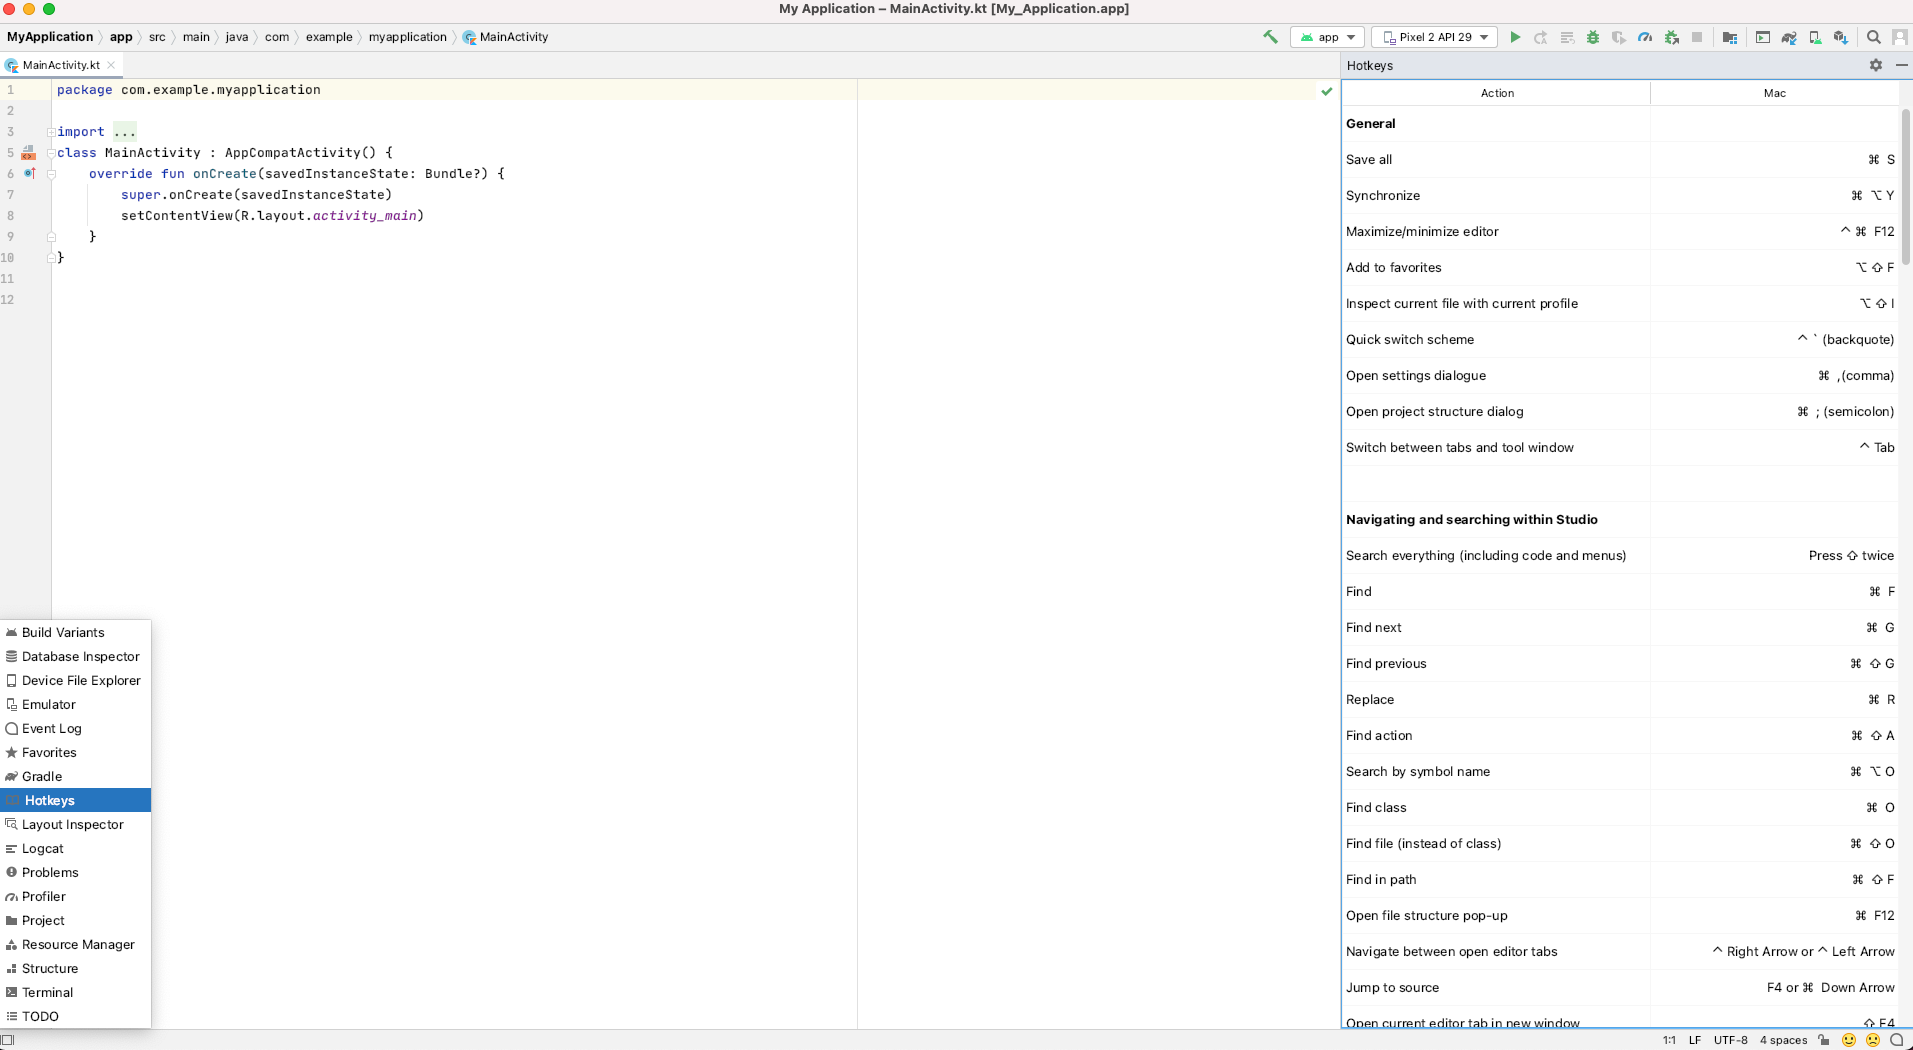 My Application – MainActivity.kt [My_Application.app]
MyApplication app src main java com example myapplication MainActivity
app Pixel 2 API 29
MainActivity.kt
1 package com.example.myapplication
2
3 import ...
5 class MainActivity : AppCompatActivity() {
6 override fun onCreate(savedInstanceState: Bundle?) {
7 super.onCreate(savedInstanceState)
8 setContentView(R.layout.activity_main)
9 }
10 }
11
12
Build Variants
Database Inspector
Device File Explorer
Emulator
Event Log
Favorites
Gradle
Hotkeys
Layout Inspector
Logcat
Problems
Profiler
Project
Resource Manager
Structure
Terminal
TODO
Hotkeys
Action Mac
General
Save all ⌘ S
Synchronize ⌘ ⌥ Y
Maximize/minimize editor ^ ⌘ F12
Add to favorites ⌥ ⇧ F
Inspect current file with current profile ⌥ ⇧ I
Quick switch scheme ^ ` (backquote)
Open settings dialogue ⌘ ,(comma)
Open project structure dialog ⌘ ; (semicolon)
Switch between tabs and tool window ^ Tab
Navigating and searching within Studio
Search everything (including code and menus) Press ⇧ twice
Find ⌘ F
Find next ⌘ G
Find previous ⌘ ⇧ G
Replace ⌘ R
Find action ⌘ ⇧ A
Search by symbol name ⌘ ⌥ O
Find class ⌘ O
Find file (instead of class) ⌘ ⇧ O
Find in path ⌘ ⇧ F
Open file structure pop-up ⌘ F12
Navigate between open editor tabs ^ Right Arrow or ^ Left Arrow
Jump to source F4 or ⌘ Down Arrow
Open current editor tab in new window ⇧ F4
1:1 LF UTF-8 4 spaces